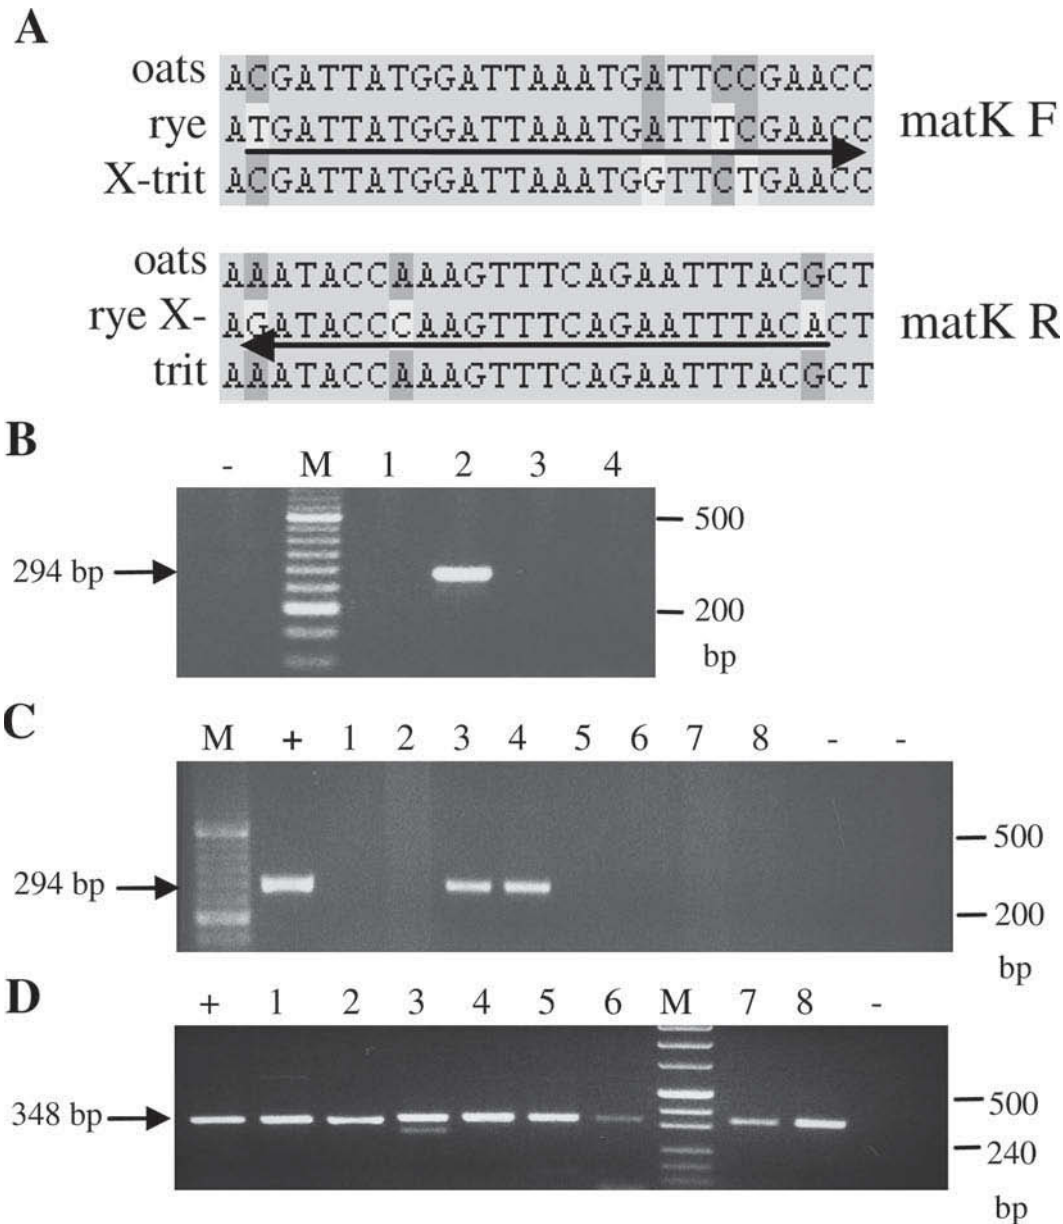 A
oats ACGATTATGGATTAAATGATTCCGAACC
rye ATGATTATGGATTAAATGATTTCGAACC matK F
X-trit ACGATTATGGATTAAATGGTTCTGAACC
oats AAATACCAAAGTTTCAGAATTTACGCT
rye X- AGATACCCAAGTTTCAGAATTTACACT matK R
trit AAATACCAAAGTTTCAGAATTTACGCT
B
- M 1 2 3 4
500
294 bp
200
bp
C
M + 1 2 3 4 5 6 7 8 - -
500
294 bp
200
bp
D
+ 1 2 3 4 5 6 M 7 8 -
348 bp
500
240
bp